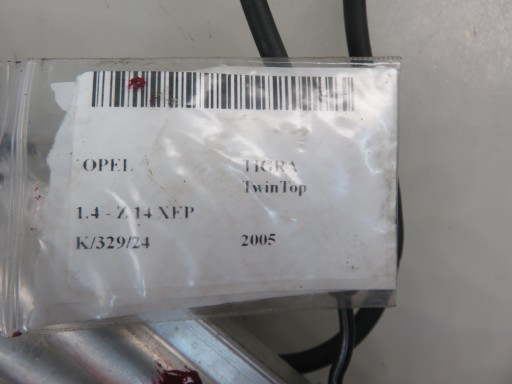 OPEL TIGRA
TwinTop
1.4 - Z 14 XEP
K/329/24 2005